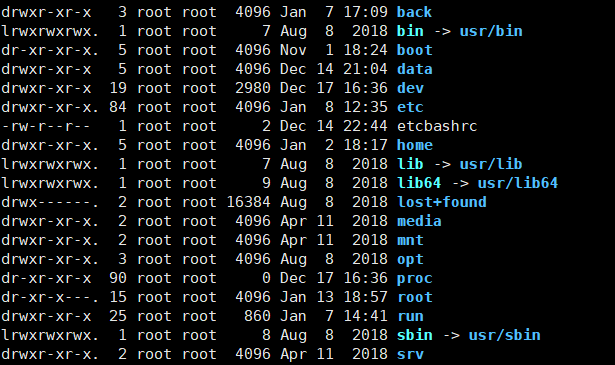 drwxr-xr-x   3 root root  4096 Jan  7 17:09 back
lrwxrwxrwx.  1 root root     7 Aug  8  2018 bin -> usr/bin
dr-xr-xr-x.  5 root root  4096 Nov  1 18:24 boot
drwxr-xr-x   5 root root  4096 Dec 14 21:04 data
drwxr-xr-x  19 root root  2980 Dec 17 16:36 dev
drwxr-xr-x. 84 root root  4096 Jan  8 12:35 etc
-rw-r--r--   1 root root     2 Dec 14 22:44 etcbashrc
drwxr-xr-x.  5 root root  4096 Jan  2 18:17 home
lrwxrwxrwx.  1 root root     7 Aug  8  2018 lib -> usr/lib
lrwxrwxrwx.  1 root root     9 Aug  8  2018 lib64 -> usr/lib64
drwx------.  2 root root 16384 Aug  8  2018 lost+found
drwxr-xr-x.  2 root root  4096 Apr 11  2018 media
drwxr-xr-x.  2 root root  4096 Apr 11  2018 mnt
drwxr-xr-x.  3 root root  4096 Aug  8  2018 opt
dr-xr-xr-x  90 root root     0 Dec 17 16:36 proc
dr-xr-x---. 15 root root  4096 Jan 13 18:57 root
drwxr-xr-x  25 root root   860 Jan  7 14:41 run
lrwxrwxrwx.  1 root root     8 Aug  8  2018 sbin -> usr/sbin
drwxr-xr-x.  2 root root  4096 Apr 11  2018 srv